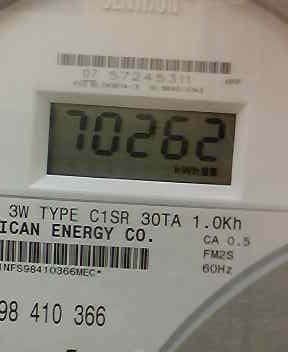 07 57245311
70262
kWh
3W TYPE C1SR 30TA 1.0Kh
ICAN ENERGY CO.
CA 0.5
FM2S
60Hz
INFS98410366MEC*
98 410 366